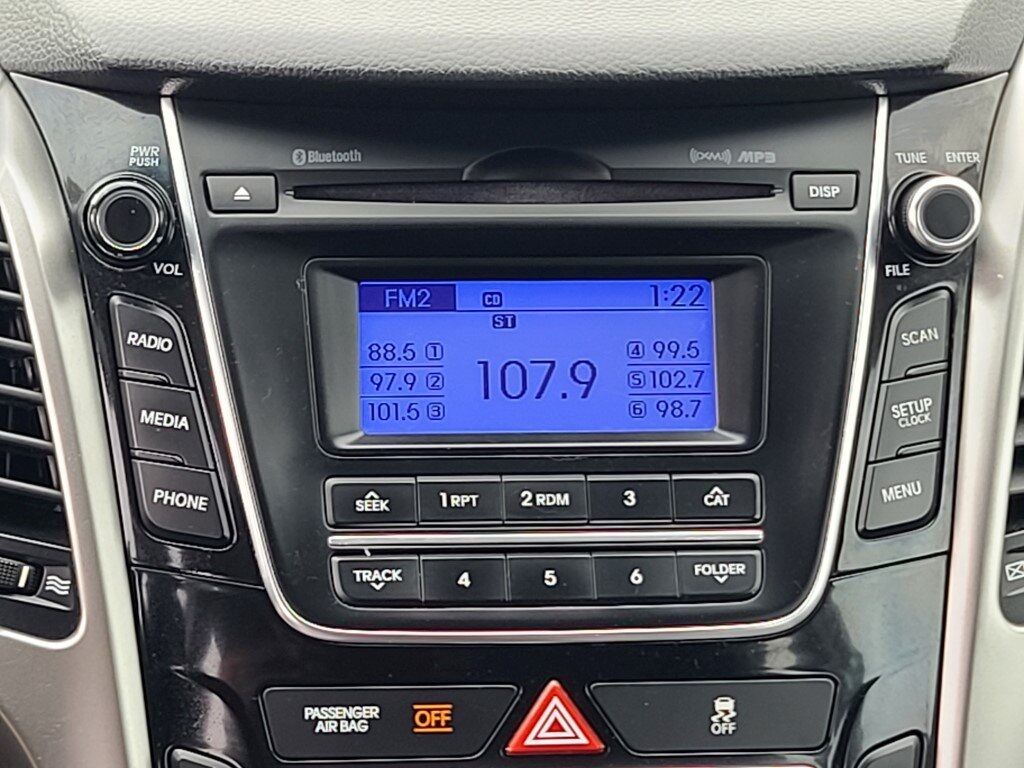 PWR
PUSH
Bluetooth
((XM)) MP3
TUNE ENTER
DISP
VOL
FILE
FM2 CD 1:22
ST
88.5 1
97.9 2
101.5 3
107.9
4 99.5
5 102.7
6 98.7
RADIO
MEDIA
PHONE
SCAN
SETUP
CLOCK
MENU
SEEK 1 RPT 2 RDM 3 CAT
TRACK 4 5 6 FOLDER
PASSENGER
AIR BAG
OFF
OFF